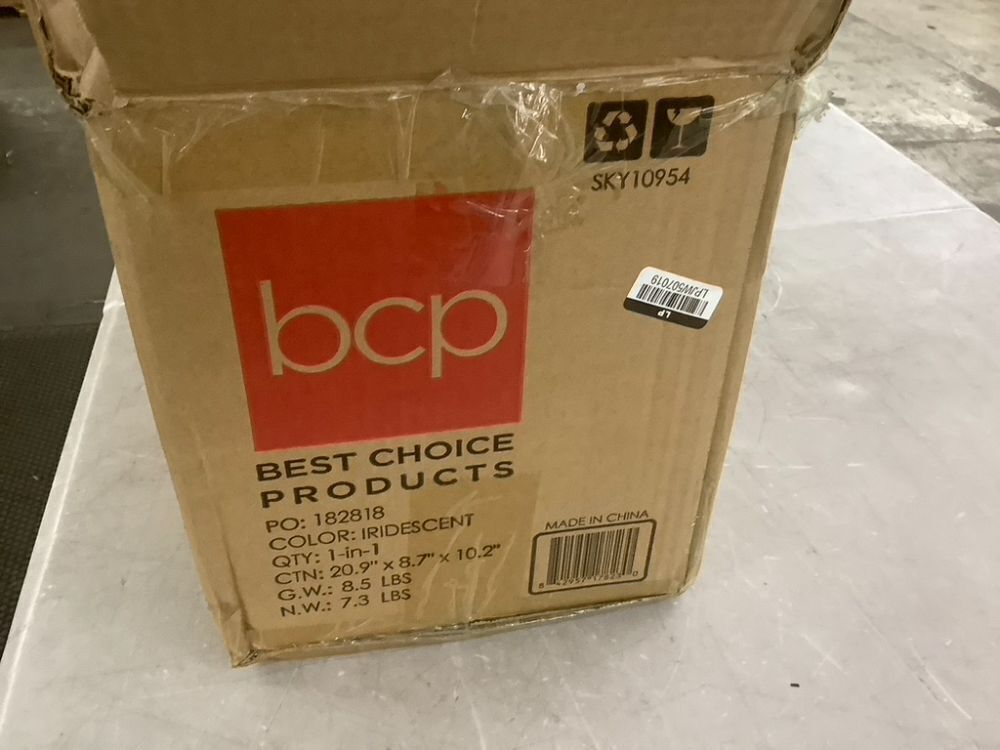 SKY10954
LPJW507019
LP
bcp
BEST CHOICE
PRODUCTS
PO: 182818
COLOR: IRIDESCENT
QTY: 1-in-1
CTN: 20.9" x 8.7" x 10.2"
G.W.: 8.5 LBS
N.W.: 7.3 LBS
MADE IN CHINA